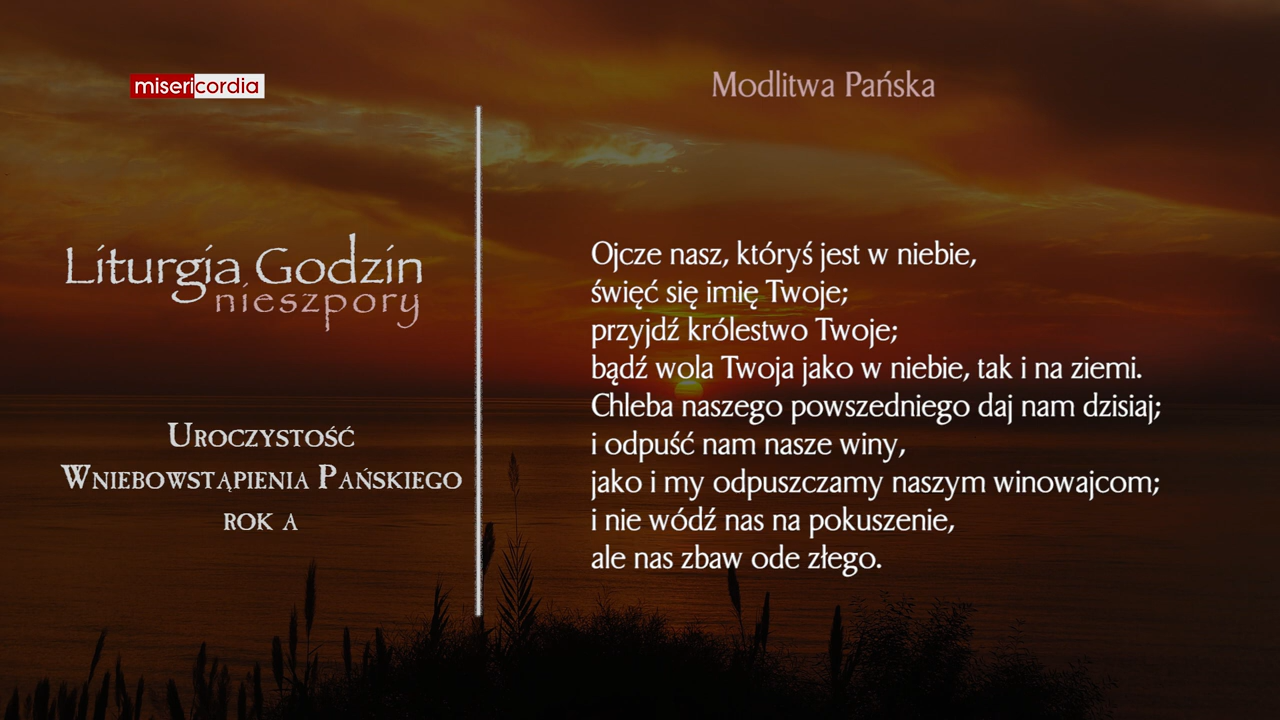 misericordia
Liturgia Godzin
nieszpory
Uroczystość
Wniebowstąpienia Pańskiego
rok a
Modlitwa Pańska
Ojcze nasz, któryś jest w niebie,
święć się imię Twoje;
przyjdź królestwo Twoje;
bądź wola Twoja jako w niebie, tak i na ziemi.
Chleba naszego powszedniego daj nam dzisiaj;
i odpuść nam nasze winy,
jako i my odpuszczamy naszym winowajcom;
i nie wódź nas na pokuszenie,
ale nas zbaw ode złego.